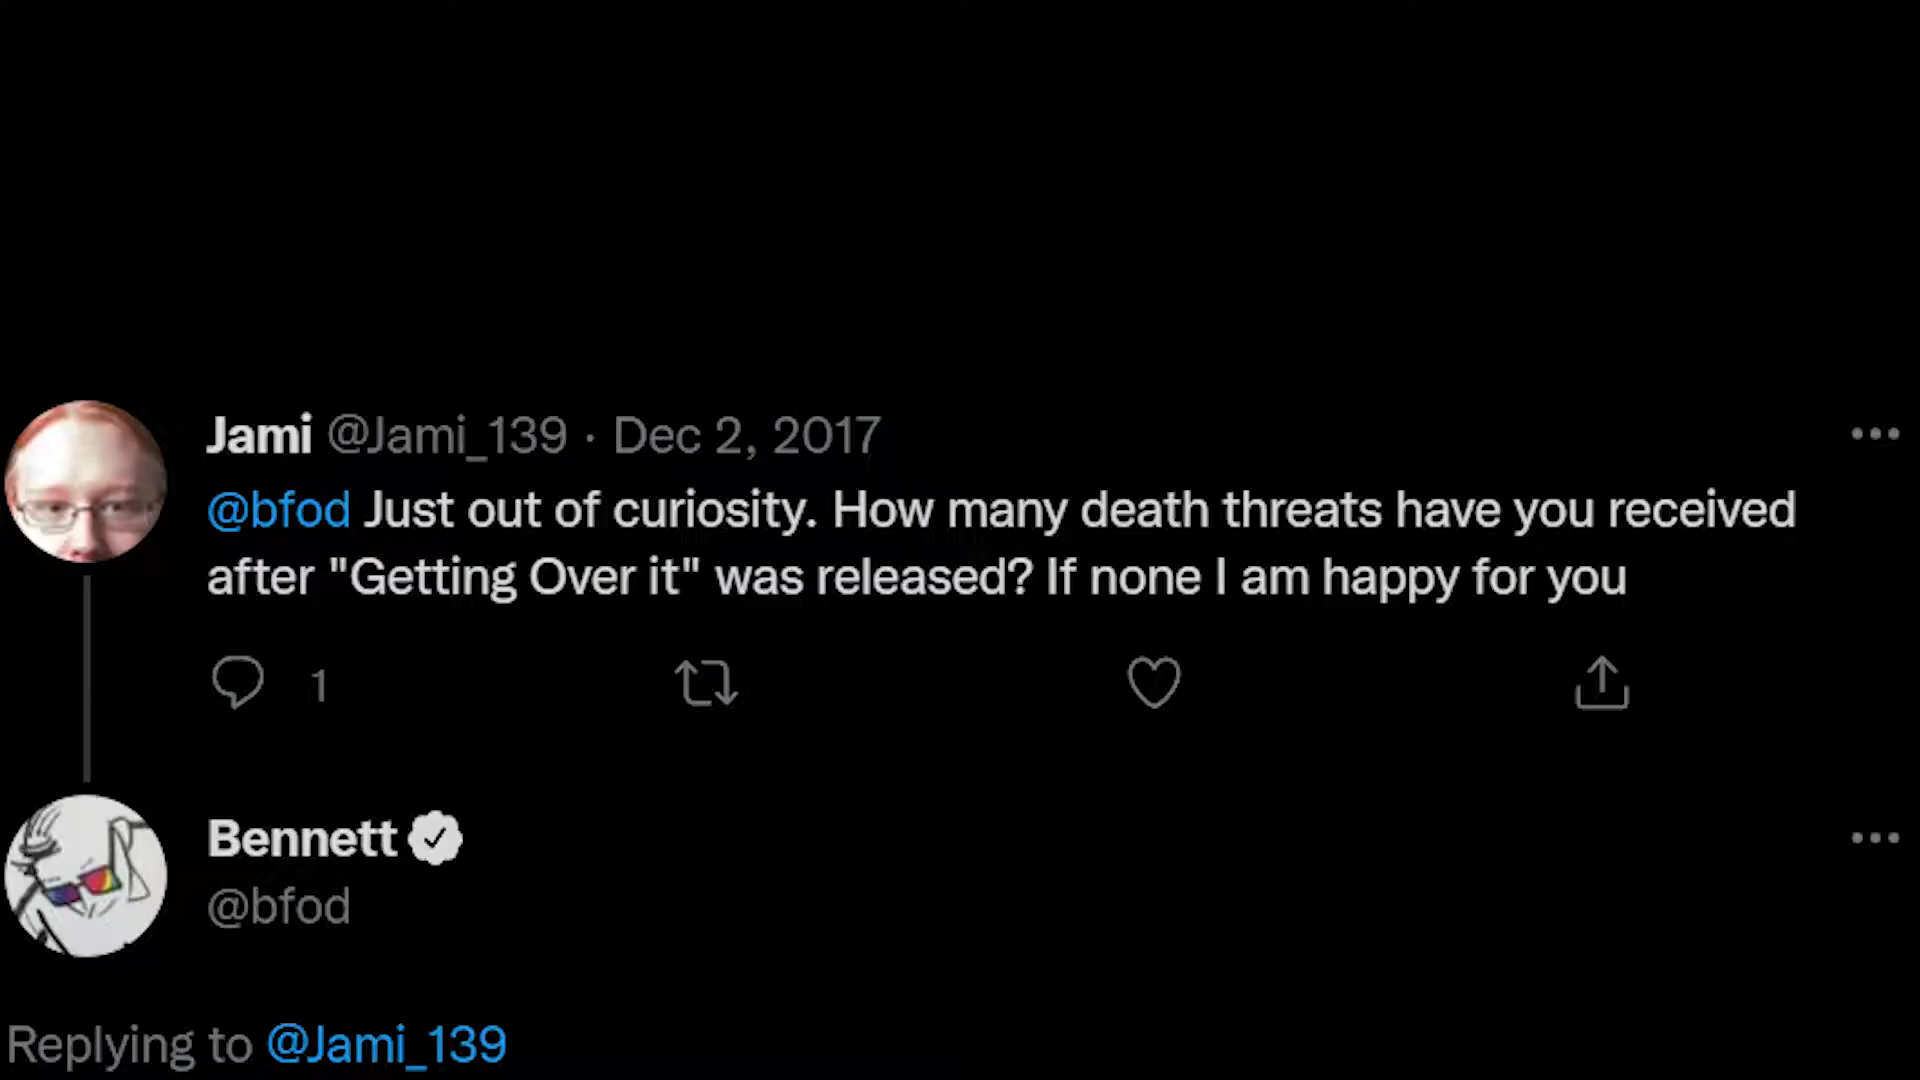 Jami @Jami_139 · Dec 2, 2017
@bfod Just out of curiosity. How many death threats have you received
after "Getting Over it" was released? If none I am happy for you
1
Bennett
@bfod
Replying to @Jami_139